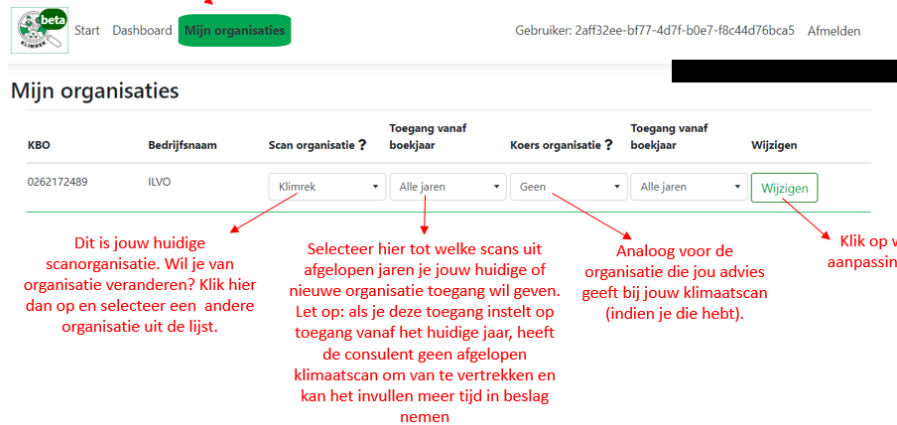 beta
KLIMREK
Start Dashboard Mijn organisaties Gebruiker: 2aff32ee-bf77-4d7f-b0e7-f8c44d76bca5 Afmelden
Mijn organisaties
KBO Bedrijfsnaam Scan organisatie ? Toegang vanaf boekjaar Koers organisatie ? Toegang vanaf boekjaar Wijzigen
0262172489 ILVO Klimrek Alle jaren Geen Alle jaren Wijzigen
Dit is jouw huidige
scanorganisatie. Wil je van
organisatie veranderen? Klik hier
dan op en selecteer een andere
organisatie uit de lijst.
Selecteer hier tot welke scans uit
afgelopen jaren je jouw huidige of
nieuwe organisatie toegang wil geven.
Let op: als je deze toegang instelt op
toegang vanaf het huidige jaar, heeft
de consulent geen afgelopen
klimaatscan om van te vertrekken en
kan het invullen meer tijd in beslag
nemen
Analoog voor de
organisatie die jou advies
geeft bij jouw klimaatscan
(indien je die hebt).
Klik op